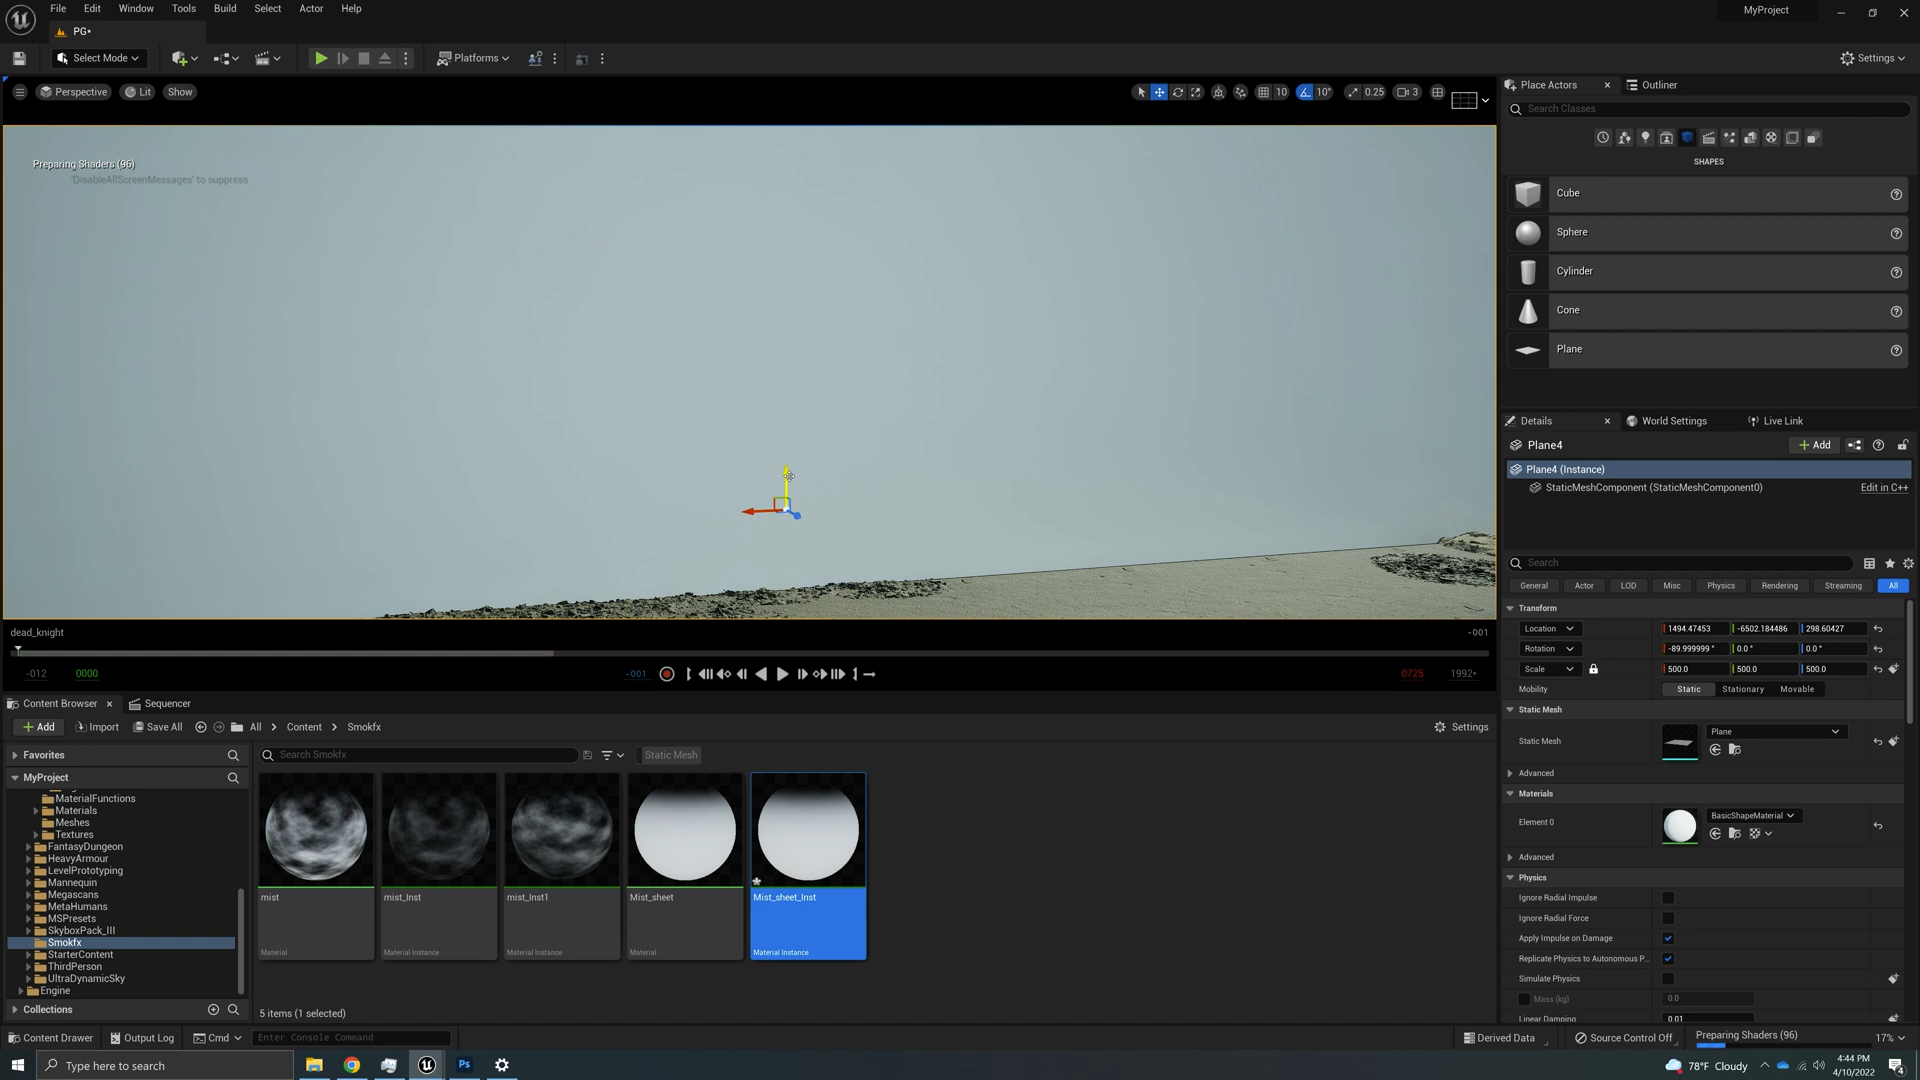 File Edit Window Tools Build Select Actor Help
MyProject
PG*
Select Mode
Platforms
Settings
Perspective
Lit
Show
10
10°
0.25
3
Place Actors
Outliner
Search Classes
Preparing Shaders (96)
'DisableAllScreenMessages' to suppress
SHAPES
Cube
Sphere
Cylinder
Cone
Plane
Details
World Settings
Live Link
Plane4
Add
Plane4 (Instance)
StaticMeshComponent (StaticMeshComponent0)
Edit in C++
Search
General
Actor
LOD
Misc
Physics
Rendering
Streaming
All
Transform
Location
1494.47453
-6502.184486
298.60427
Rotation
-89.999999 °
0.0 °
0.0 °
Scale
500.0
500.0
500.0
Mobility
Static
Stationary
Movable
Static Mesh
Static Mesh
Plane
Advanced
Materials
Element 0
BasicShapeMaterial
Advanced
Physics
Ignore Radial Impulse
Ignore Radial Force
Apply Impulse on Damage
Replicate Physics to Autonomous P...
Simulate Physics
Mass (kg)
0.0
Linear Damping
0.01
dead_knight
-001
-012
0000
-001
0725
1992+
Content Browser
Sequencer
Add
Import
Save All
All
Content
Smokfx
Settings
Favorites
Search Smokfx
Static Mesh
MyProject
MaterialFunctions
Materials
Meshes
Textures
FantasyDungeon
HeavyArmour
LevelPrototyping
Mannequin
Megascans
MetaHumans
MSPresets
SkyboxPack_III
Smokfx
StarterContent
ThirdPerson
UltraDynamicSky
Engine
Collections
mist
Material
mist_Inst
Material Instance
mist_Inst1
Material Instance
Mist_sheet
Material
Mist_sheet_Inst
Material Instance
5 items (1 selected)
Content Drawer
Output Log
Cmd
Enter Console Command
Derived Data
Source Control Off
Preparing Shaders (96)
17%
Type here to search
Ps
78°F Cloudy
4:44 PM
4/10/2022
4